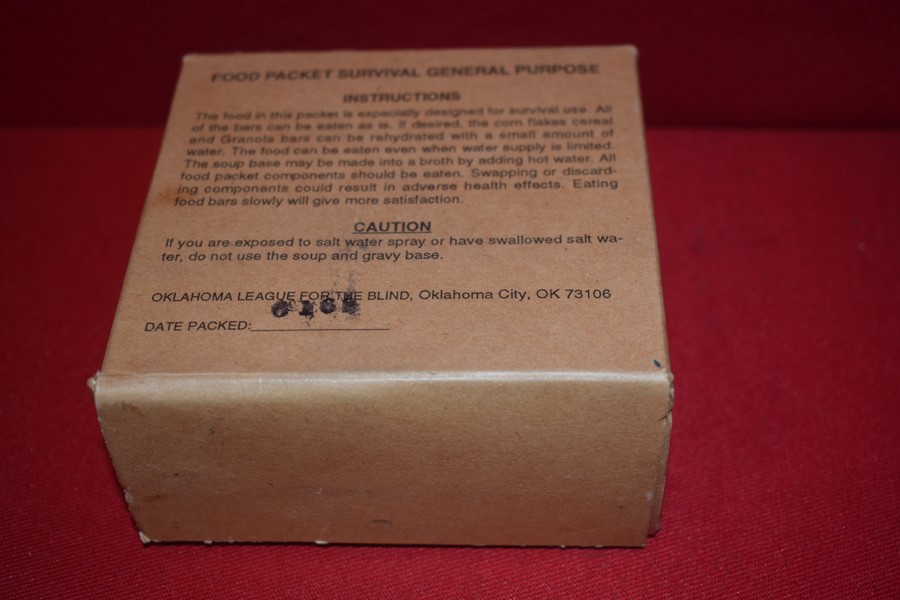 FOOD PACKET SURVIVAL GENERAL PURPOSE
INSTRUCTIONS
The food in this packet is especially designed for survival use. All
of the bars can be eaten as is. If desired, the corn flakes cereal
and Granola bars can be rehydrated with a small amount of
water. The food can be eaten even when water supply is limited.
The soup base may be made into a broth by adding hot water. All
food packet components should be eaten. Swapping or discard-
ing components could result in adverse health effects. Eating
food bars slowly will give more satisfaction.
CAUTION
If you are exposed to salt water spray or have swallowed salt wa-
ter, do not use the soup and gravy base.
OKLAHOMA LEAGUE FOR THE BLIND, Oklahoma City, OK 73106
DATE PACKED: